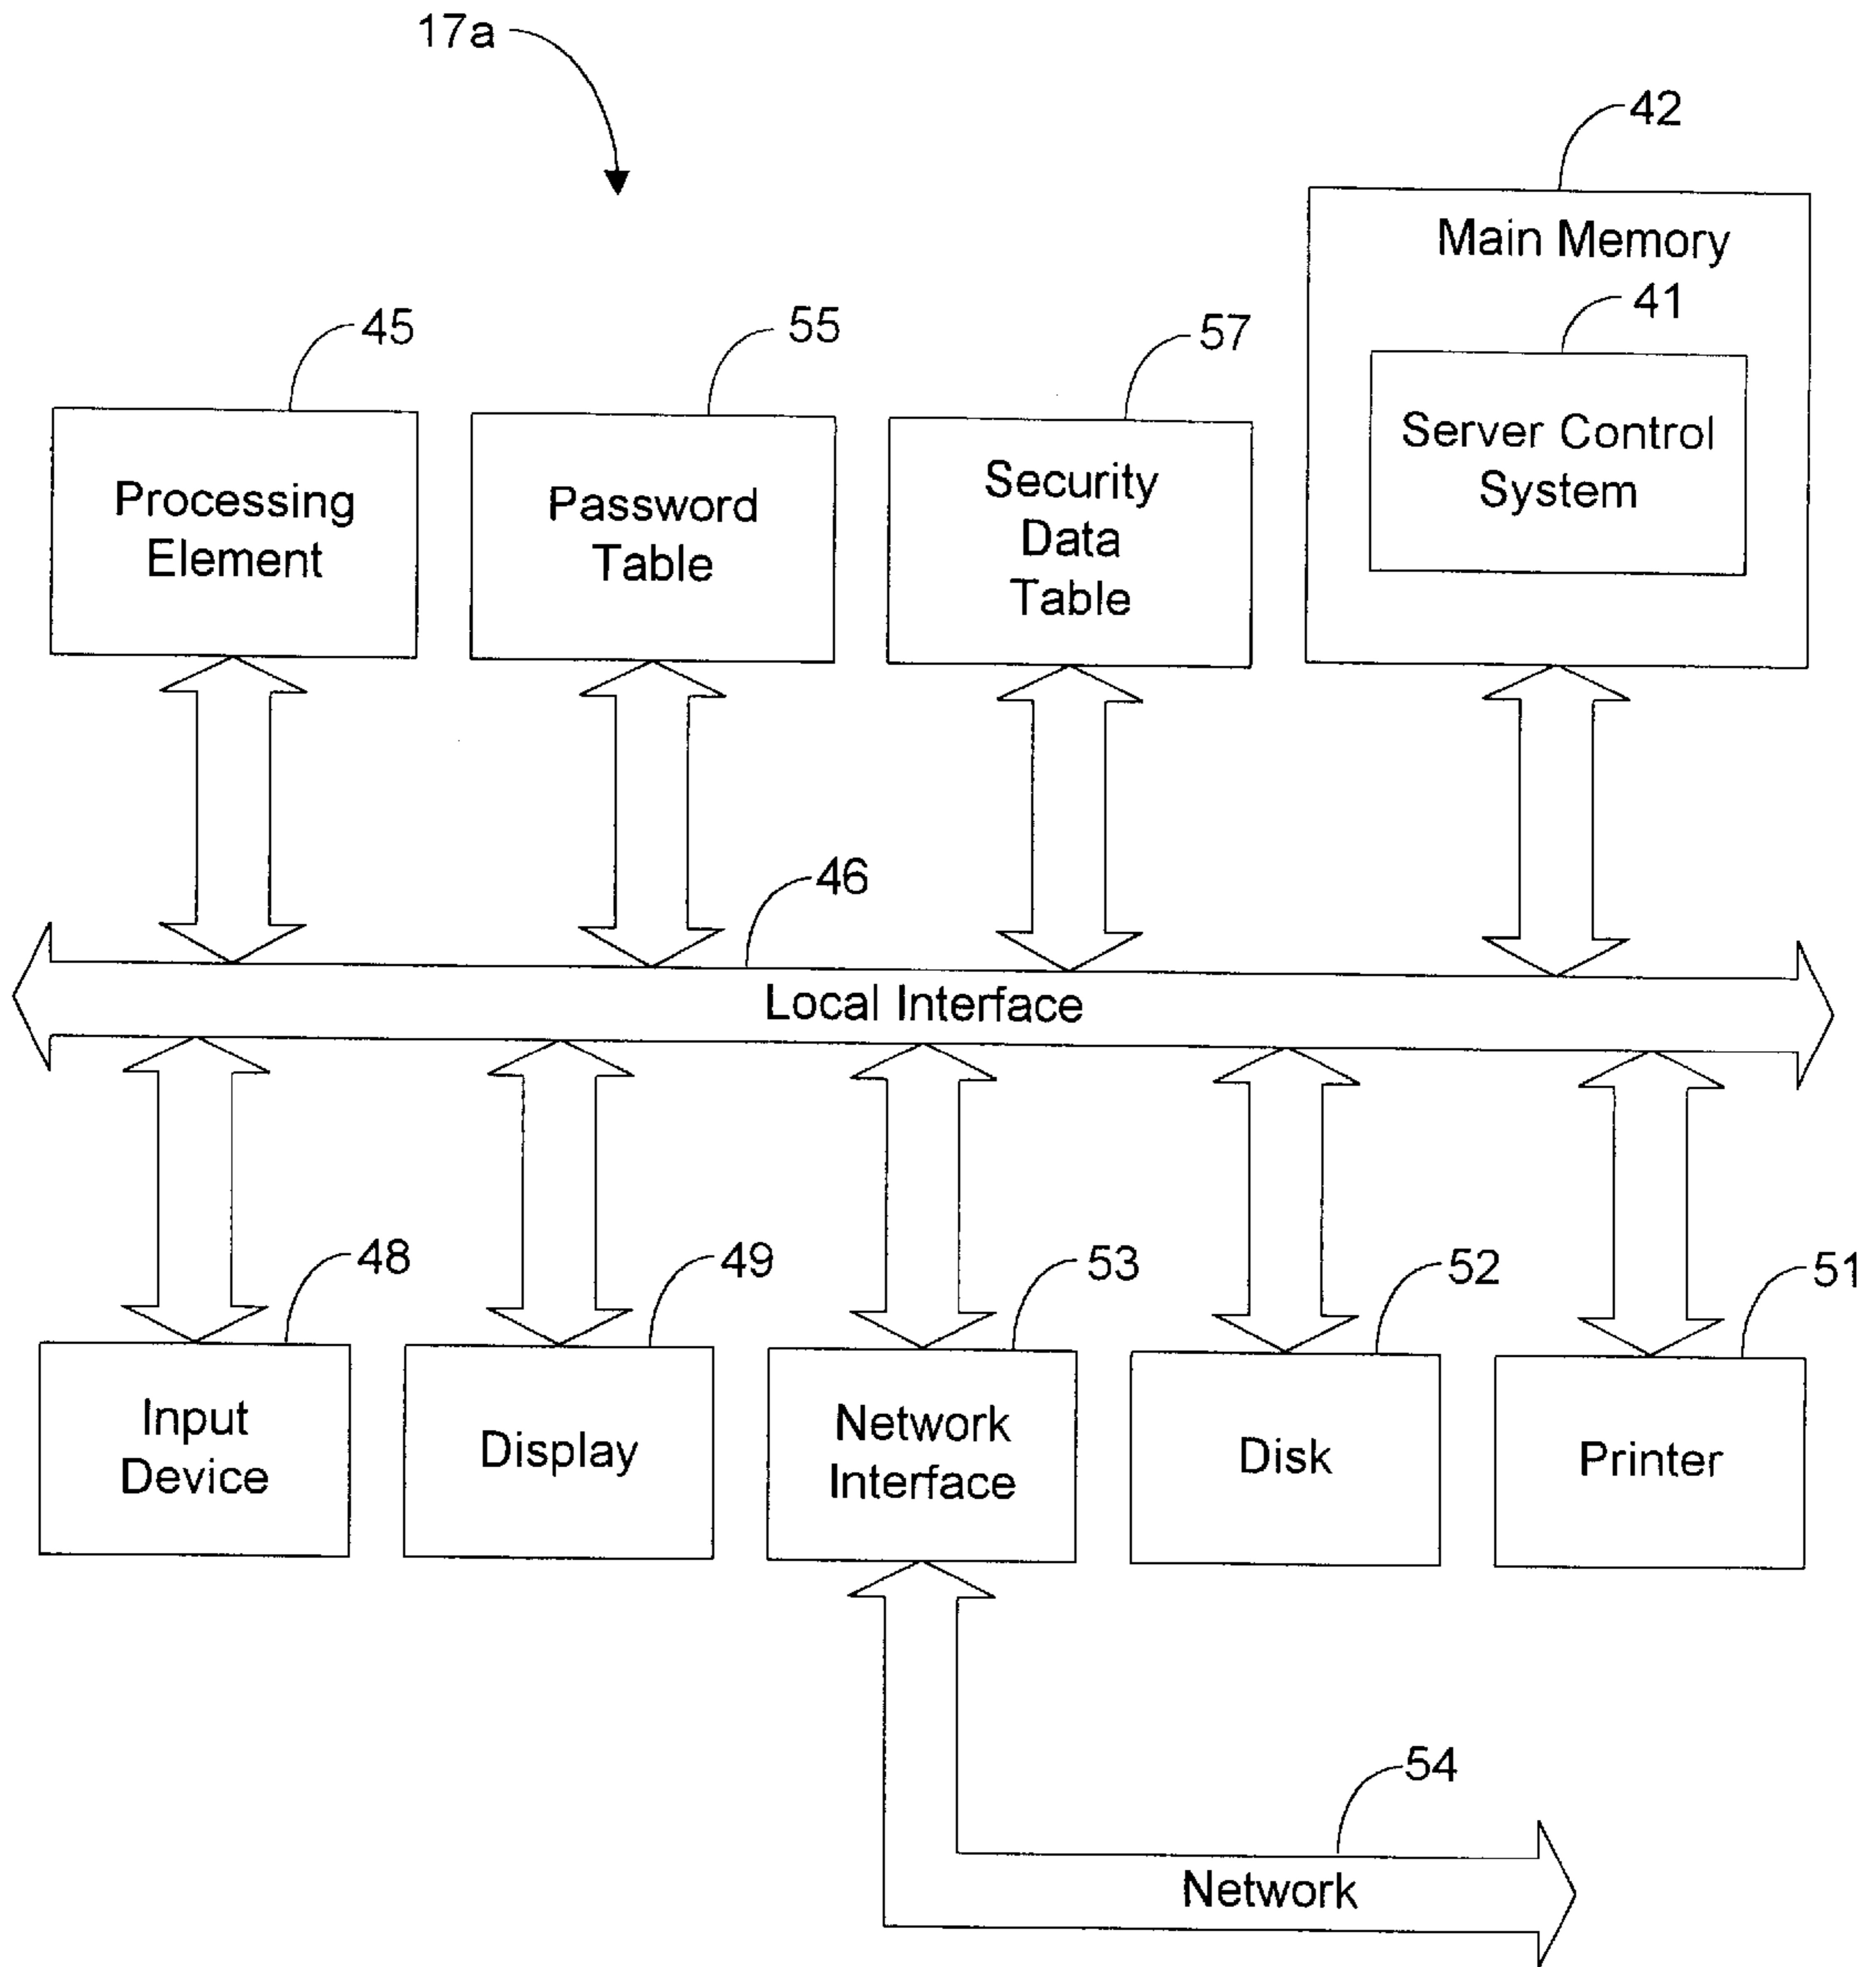 17a
42
Main Memory
45
55
57
41
Processing
Element
Password
Table
Security
Data
Table
Server Control
System
46
Local Interface
48
49
53
52
51
Input
Device
Display
Network
Interface
Disk
Printer
54
Network